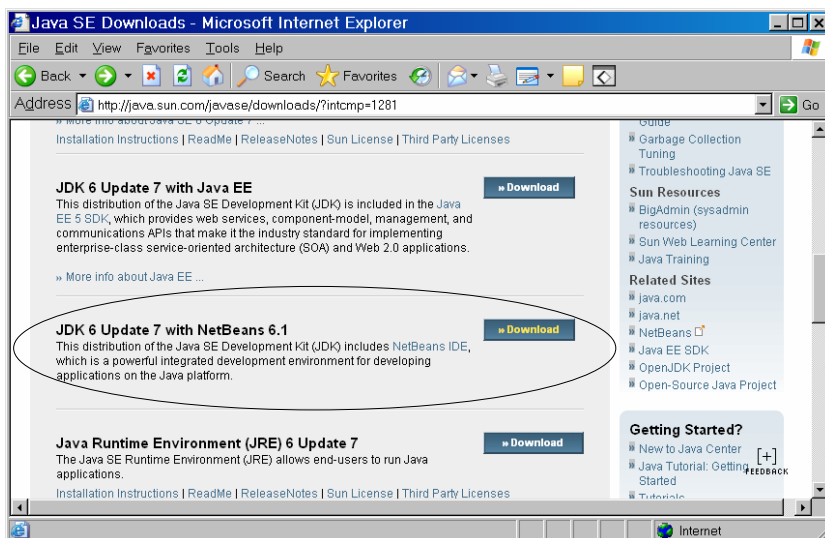 Java SE Downloads - Microsoft Internet Explorer
File Edit View Favorites Tools Help
Back Search Favorites
Address http://java.sun.com/javase/downloads/?intcmp=1281 Go
» More info about Java SE 6 Update 7 ...
Installation Instructions | ReadMe | ReleaseNotes | Sun License | Third Party Licenses
JDK 6 Update 7 with Java EE
» Download
This distribution of the Java SE Development Kit (JDK) is included in the Java
EE 5 SDK, which provides web services, component-model, management, and
communications APIs that make it the industry standard for implementing
enterprise-class service-oriented architecture (SOA) and Web 2.0 applications.
» More info about Java EE ...
JDK 6 Update 7 with NetBeans 6.1
» Download
This distribution of the Java SE Development Kit (JDK) includes NetBeans IDE,
which is a powerful integrated development environment for developing
applications on the Java platform.
Java Runtime Environment (JRE) 6 Update 7
» Download
The Java SE Runtime Environment (JRE) allows end-users to run Java
applications.
Installation Instructions | ReadMe | ReleaseNotes | Sun License | Third Party Licenses
Guide
Garbage Collection
Tuning
Troubleshooting Java SE
Sun Resources
BigAdmin (sysadmin
resources)
Sun Web Learning Center
Java Training
Related Sites
java.com
java.net
NetBeans
Java EE SDK
OpenJDK Project
Open-Source Java Project
Getting Started?
New to Java Center
Java Tutorial: Getting
Started
Tutorials
[+]
FEEDBACK
Internet